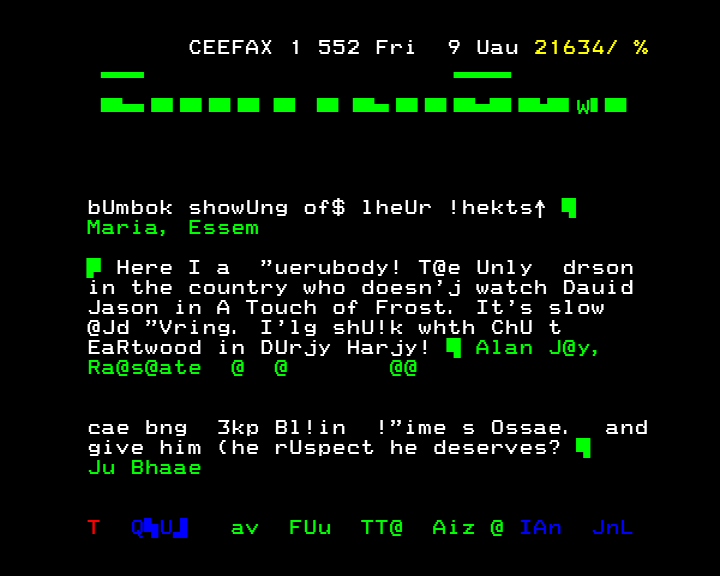 CEEFAX 1 552 Fri  9 Uau 21634/ %
W
bUmbok showUng of$ lheUr !hekts↑
Maria, Essem
Here I a  ”uerubody! T@e Unly  drson
in the country who doesn’j watch Dauid
Jason in A Touch of Frost. It’s slow
@Jd ”Vring. I’lg shU!k whth ChU t
EaRtwood in DUrjy Harjy! Alan J@y,
Ra@s@ate  @  @       @@
cae bng  3kp Bl!in  !”ime s Ossae.  and
give him (he rUspect he deserves?
Ju Bhaae
T av  FUu  TT@  Aiz @ IAn  JnL